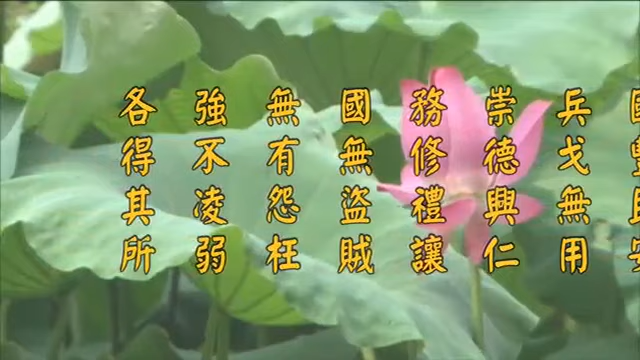 兵戈無用
崇德興仁
務修禮讓
國無盜賊
無有怨枉
強不凌弱
各得其所